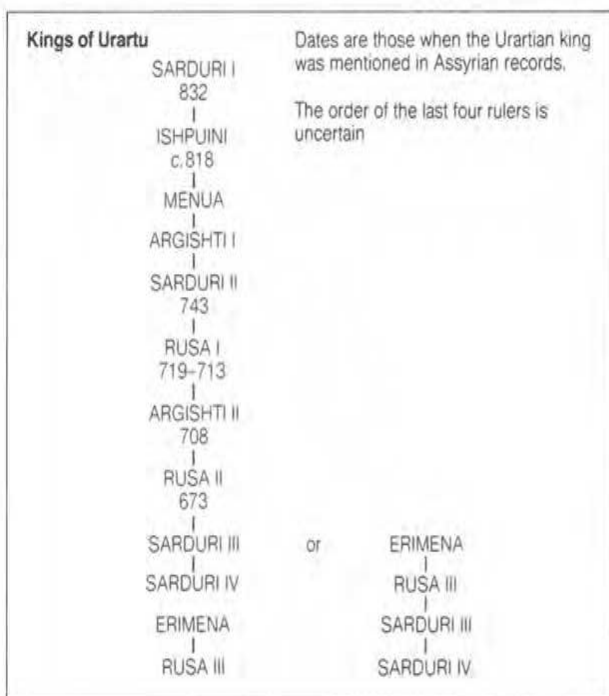 Kings of Urartu
Dates are those when the Urartian king
was mentioned in Assyrian records.
The order of the last four rulers is
uncertain
SARDURI I
832
ISHPUINI
c.818
MENUA
ARGISHTI I
SARDURI II
743
RUSA I
719–713
ARGISHTI II
708
RUSA II
673
SARDURI III or ERIMENA
SARDURI IV RUSA III
ERIMENA SARDURI III
RUSA III SARDURI IV